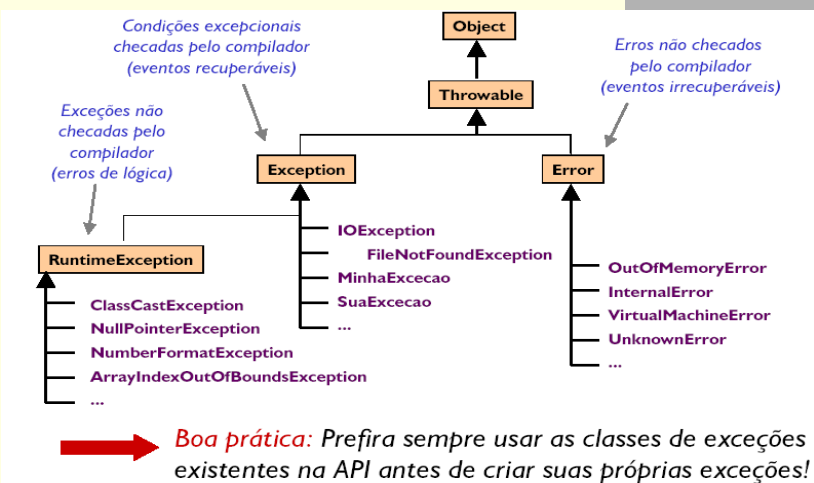 Condições excepcionais
checadas pelo compilador
(eventos recuperáveis)
Object
Erros não checados
pelo compilador
(eventos irrecuperáveis)
Throwable
Exceções não
checadas pelo
compilador
(erros de lógica)
Exception
Error
IOException
FileNotFoundException
MinhaExcecao
SuaExcecao
...
RuntimeException
ClassCastException
NullPointerException
NumberFormatException
ArrayIndexOutOfBoundsException
...
OutOfMemoryError
InternalError
VirtualMachineError
UnknownError
...
Boa prática: Prefira sempre usar as classes de exceções
existentes na API antes de criar suas próprias exceções!